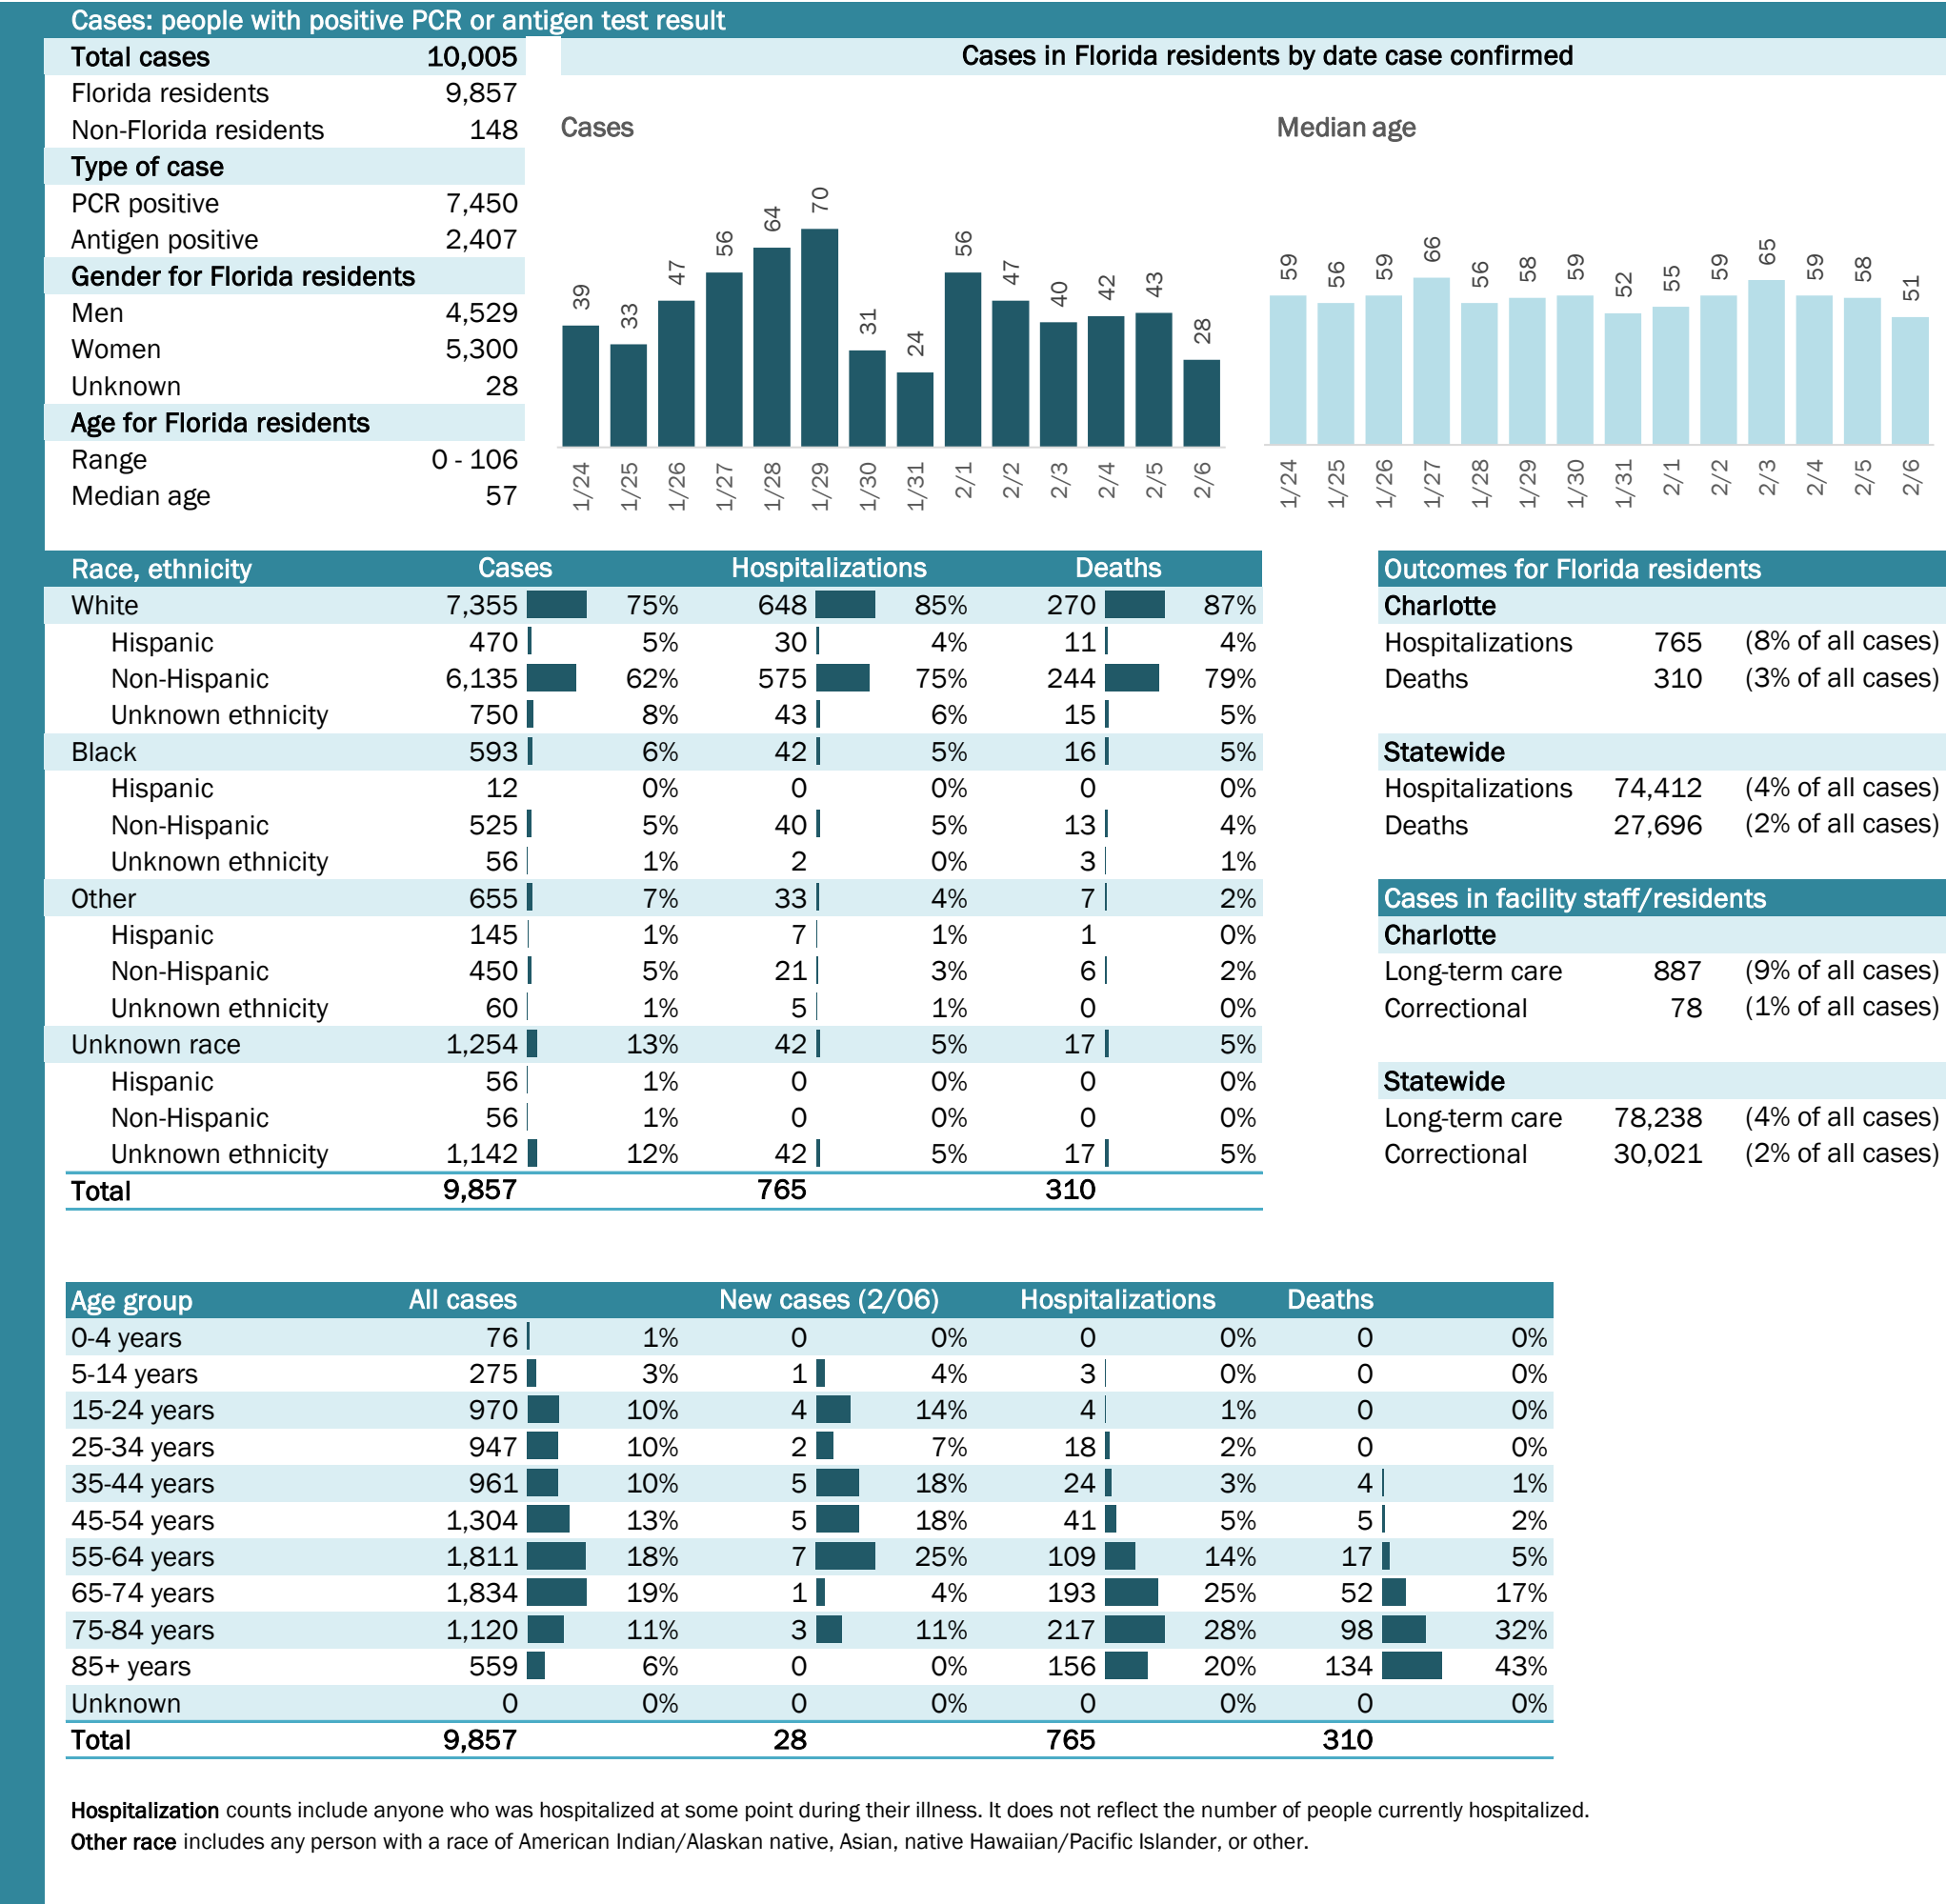 Cases: people with positive PCR or antigen test result
Total cases 10,005
Florida residents 9,857
Non-Florida residents 148
Type of case
PCR positive 7,450
Antigen positive 2,407
Gender for Florida residents
Men 4,529
Women 5,300
Unknown 28
Age for Florida residents
Range 0 - 106
Median age 57
Cases in Florida residents by date case confirmed
Cases
39 33 47 56 64 70 31 24 56 47 40 42 43 28
1/24 1/25 1/26 1/27 1/28 1/29 1/30 1/31 2/1 2/2 2/3 2/4 2/5 2/6
Median age
59 56 59 66 56 58 59 52 55 59 65 59 58 51
1/24 1/25 1/26 1/27 1/28 1/29 1/30 1/31 2/1 2/2 2/3 2/4 2/5 2/6
Race, ethnicity Cases Hospitalizations Deaths
White 7,355 75% 648 85% 270 87%
Hispanic 470 5% 30 4% 11 4%
Non-Hispanic 6,135 62% 575 75% 244 79%
Unknown ethnicity 750 8% 43 6% 15 5%
Black 593 6% 42 5% 16 5%
Hispanic 12 0% 0 0% 0 0%
Non-Hispanic 525 5% 40 5% 13 4%
Unknown ethnicity 56 1% 2 0% 3 1%
Other 655 7% 33 4% 7 2%
Hispanic 145 1% 7 1% 1 0%
Non-Hispanic 450 5% 21 3% 6 2%
Unknown ethnicity 60 1% 5 1% 0 0%
Unknown race 1,254 13% 42 5% 17 5%
Hispanic 56 1% 0 0% 0 0%
Non-Hispanic 56 1% 0 0% 0 0%
Unknown ethnicity 1,142 12% 42 5% 17 5%
Total 9,857 765 310
Outcomes for Florida residents
Charlotte
Hospitalizations 765 (8% of all cases)
Deaths 310 (3% of all cases)
Statewide
Hospitalizations 74,412 (4% of all cases)
Deaths 27,696 (2% of all cases)
Cases in facility staff/residents
Charlotte
Long-term care 887 (9% of all cases)
Correctional 78 (1% of all cases)
Statewide
Long-term care 78,238 (4% of all cases)
Correctional 30,021 (2% of all cases)
Age group All cases New cases (2/06) Hospitalizations Deaths
0-4 years 76 1% 0 0% 0 0% 0 0%
5-14 years 275 3% 1 4% 3 0% 0 0%
15-24 years 970 10% 4 14% 4 1% 0 0%
25-34 years 947 10% 2 7% 18 2% 0 0%
35-44 years 961 10% 5 18% 24 3% 4 1%
45-54 years 1,304 13% 5 18% 41 5% 5 2%
55-64 years 1,811 18% 7 25% 109 14% 17 5%
65-74 years 1,834 19% 1 4% 193 25% 52 17%
75-84 years 1,120 11% 3 11% 217 28% 98 32%
85+ years 559 6% 0 0% 156 20% 134 43%
Unknown 0 0% 0 0% 0 0% 0 0%
Total 9,857 28 765 310
Hospitalization counts include anyone who was hospitalized at some point during their illness. It does not reflect the number of people currently hospitalized.
Other race includes any person with a race of American Indian/Alaskan native, Asian, native Hawaiian/Pacific Islander, or other.